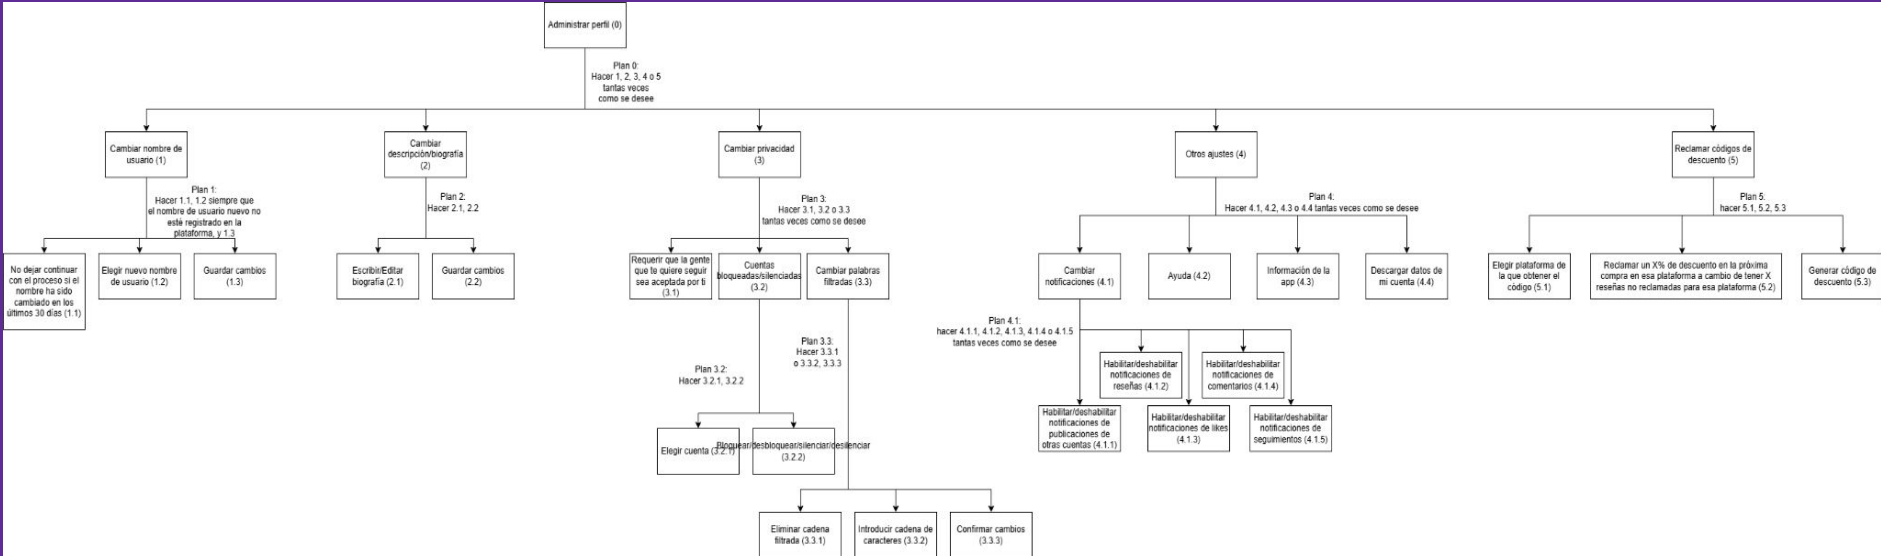 Administrar perfil (0)
Plan 0:
Hacer 1, 2, 3, 4 o 5
tantas veces
como se desee
Cambiar nombre de
usuario (1)
Cambiar
descripción/biografía
(2)
Cambiar privacidad
(3)
Otros ajustes (4)
Reclamar códigos de
descuento (5)
Plan 1:
Hacer 1.1, 1.2 siempre que
el nombre de usuario nuevo no
esté registrado en la
plataforma, y 1.3
Plan 2:
Hacer 2.1, 2.2
Plan 3:
Hacer 3.1, 3.2 o 3.3
tantas veces como se desee
Plan 4:
Hacer 4.1, 4.2, 4.3 o 4.4 tantas veces como se desee
Plan 5:
hacer 5.1, 5.2, 5.3
No dejar continuar
con el proceso si el
nombre ha sido
cambiado en los
últimos 30 días (1.1)
Elegir nuevo nombre
de usuario (1.2)
Guardar cambios
(1.3)
Escribir/Editar
biografía (2.1)
Guardar cambios
(2.2)
Requerir que la gente
que te quiere seguir
sea aceptada por ti
(3.1)
Cuentas
bloqueadas/silenciadas
(3.2)
Cambiar palabras
filtradas (3.3)
Cambiar
notificaciones (4.1)
Ayuda (4.2)
Información de la
app (4.3)
Descargar datos de
mi cuenta (4.4)
Elegir plataforma de
la que obtener el
código (5.1)
Reclamar un X% de descuento en la próxima
compra en esa plataforma a cambio de tener X
reseñas no reclamadas para esa plataforma (5.2)
Generar código de
descuento (5.3)
Plan 3.2:
Hacer 3.2.1, 3.2.2
Plan 3.3:
Hacer 3.3.1
o 3.3.2, 3.3.3
Plan 4.1:
hacer 4.1.1, 4.1.2, 4.1.3, 4.1.4 o 4.1.5
tantas veces como se desee
Habilitar/deshabilitar
notificaciones de
reseñas (4.1.2)
Habilitar/deshabilitar
notificaciones de
comentarios (4.1.4)
Habilitar/deshabilitar
notificaciones de
publicaciones de
otras cuentas (4.1.1)
Habilitar/deshabilitar
notificaciones de likes
(4.1.3)
Habilitar/deshabilitar
notificaciones de
seguimientos (4.1.5)
Elegir cuenta (3.2.1)
Bloquear/desbloquear/silenciar/desilenciar
(3.2.2)
Eliminar cadena
filtrada (3.3.1)
Introducir cadena de
caracteres (3.3.2)
Confirmar cambios
(3.3.3)